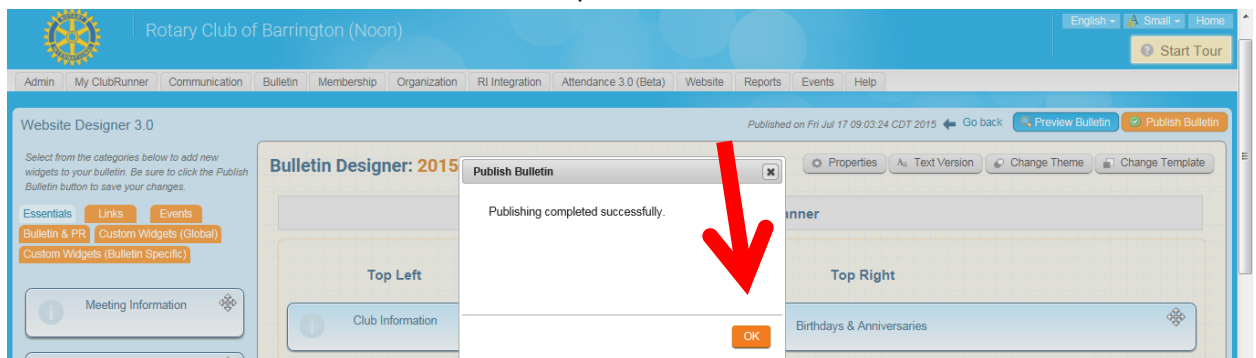 Rotary Club of Barrington (Noon)
English Small Home
Start Tour
Admin My ClubRunner Communication Bulletin Membership Organization RI Integration Attendance 3.0 (Beta) Website Reports Events Help
Website Designer 3.0
Published on Fri Jul 17 09:03:24 CDT 2015 Go back Preview Bulletin Publish Bulletin
Select from the categories below to add new
widgets to your bulletin. Be sure to click the Publish
Bulletin button to save your changes.
Essentials Links Events
Bulletin & PR Custom Widgets (Global)
Custom Widgets (Bulletin Specific)
Meeting Information
Bulletin Designer: 2015
Properties Text Version Change Theme Change Template
Publish Bulletin
Publishing completed successfully.
OK
Top Left
Top Right
Club Information
Birthdays & Anniversaries